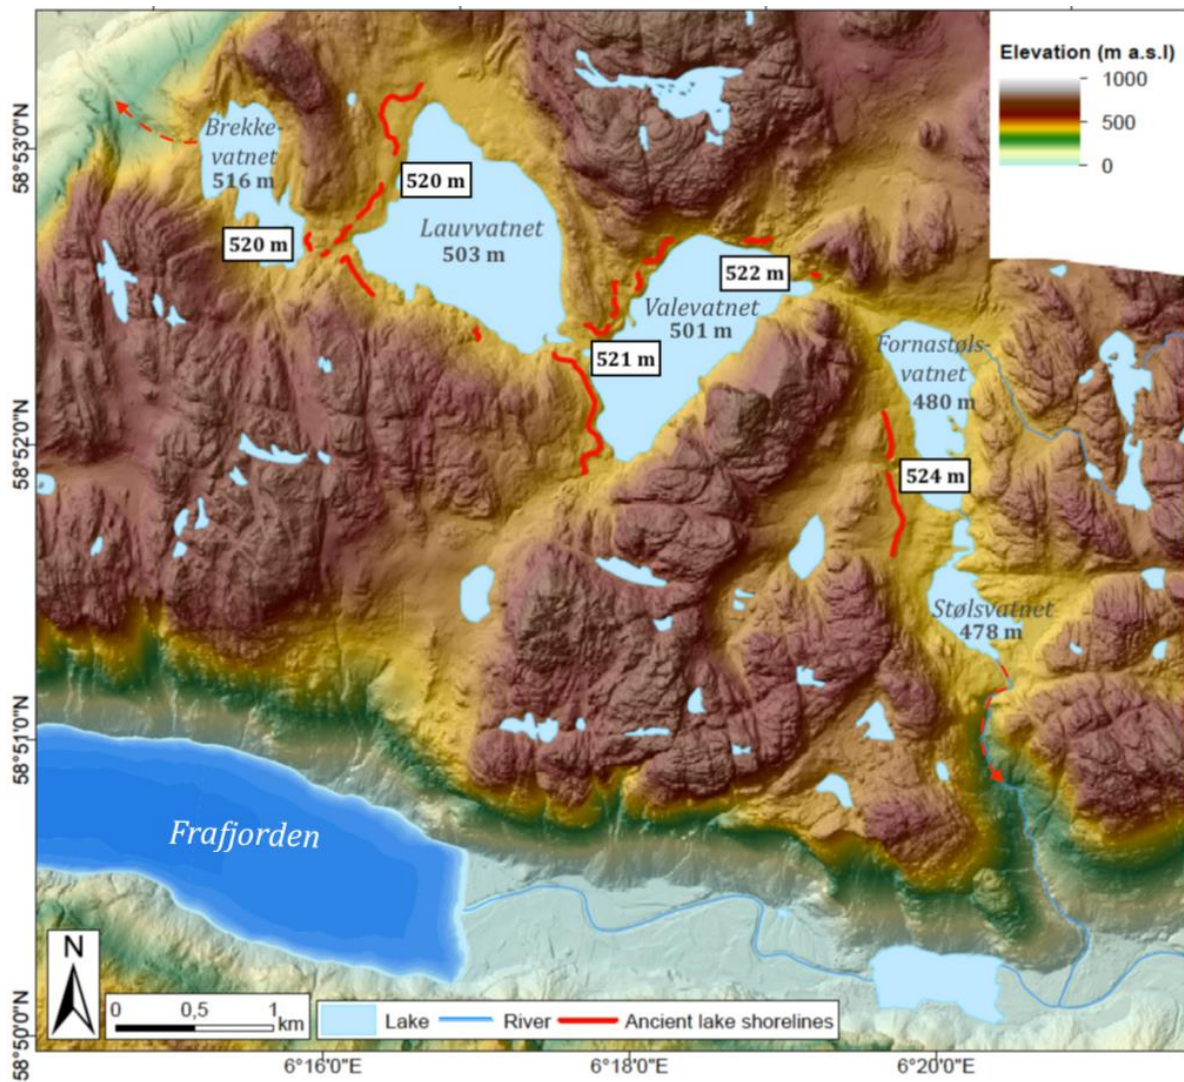 Elevation (m a.s.l)
1000
500
0
58°53'0"N
58°52'0"N
58°51'0"N
58°50'0"N
Brekke-
vatnet
516 m
520 m
520 m
Lauvvatnet
503 m
522 m
Valevatnet
501 m
521 m
Fornastøls-
vatnet
480 m
524 m
Stølsvatnet
478 m
Frafjorden
N
0 0,5 1
km
Lake River Ancient lake shorelines
6°16'0"E 6°18'0"E 6°20'0"E